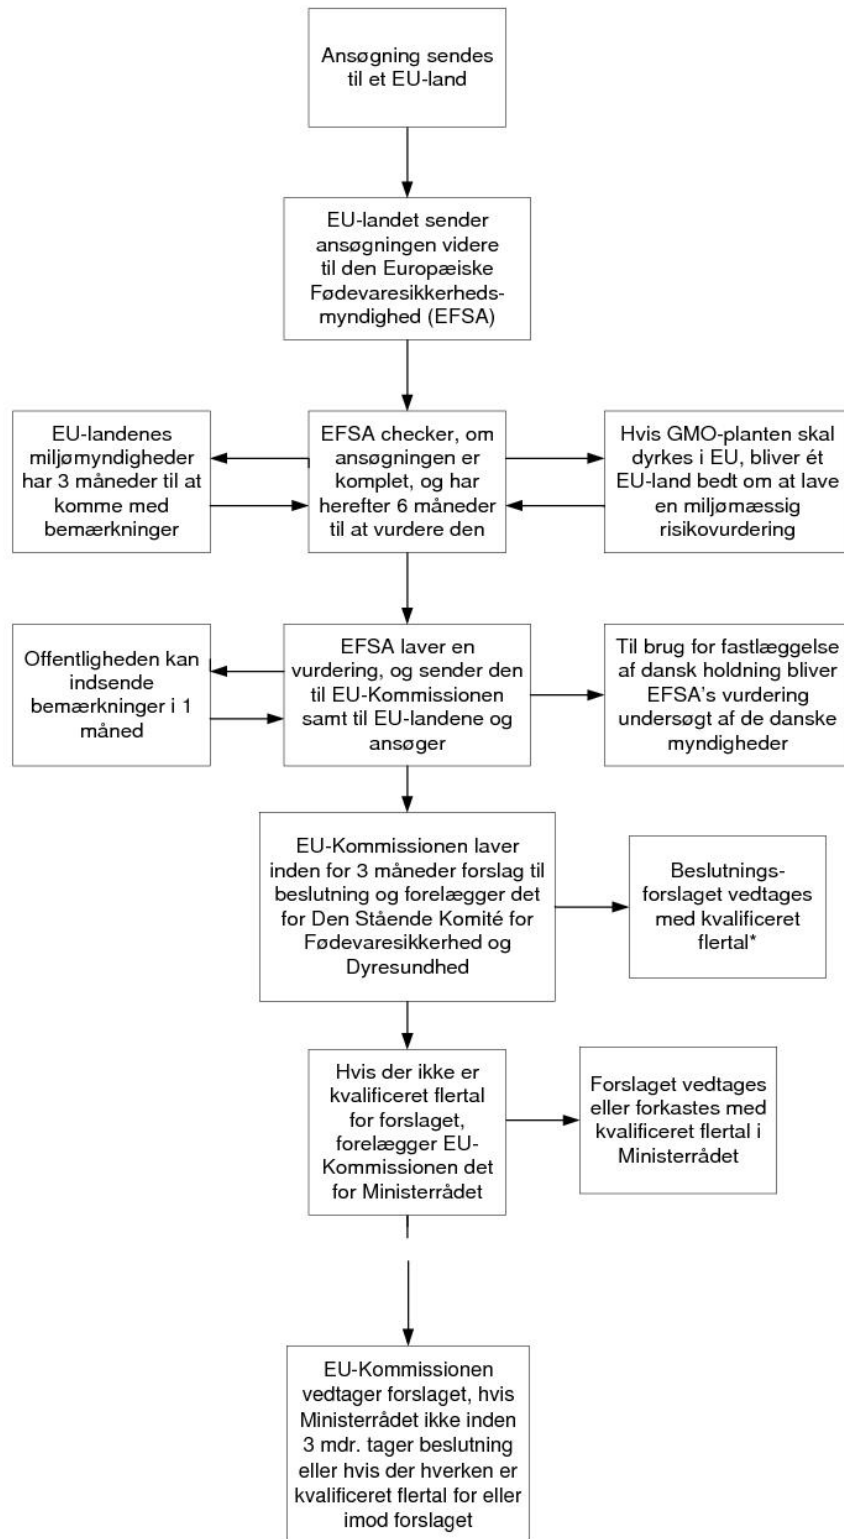 Ansøgning sendes
til et EU-land
EU-landet sender
ansøgningen videre
til den Europæiske
Fødevaresikkerheds-
myndighed (EFSA)
EU-landenes
miljømyndigheder
har 3 måneder til at
komme med
bemærkninger
EFSA checker, om
ansøgningen er
komplet, og har
herefter 6 måneder
til at vurdere den
Hvis GMO-planten skal
dyrkes i EU, bliver ét
EU-land bedt om at lave
en miljømæssig
risikovurdering
Offentligheden kan
indsende
bemærkninger i 1
måned
EFSA laver en
vurdering, og sender den
til EU-Kommissionen
samt til EU-landene og
ansøger
Til brug for fastlæggelse
af dansk holdning bliver
EFSA’s vurdering
undersøgt af de danske
myndigheder
EU-Kommissionen laver
inden for 3 måneder forslag til
beslutning og forelægger det
for Den Stående Komité for
Fødevaresikkerhed og
Dyresundhed
Beslutnings-
forslaget vedtages
med kvalificeret
flertal*
Hvis der ikke er
kvalificeret flertal
for forslaget,
forelægger EU-
Kommissionen det
for Ministerrådet
Forslaget vedtages
eller forkastes med
kvalificeret flertal i
Ministerrådet
EU-Kommissionen
vedtager forslaget, hvis
Ministerrådet ikke inden
3 mdr. tager beslutning
eller hvis der hverken er
kvalificeret flertal for eller
imod forslaget